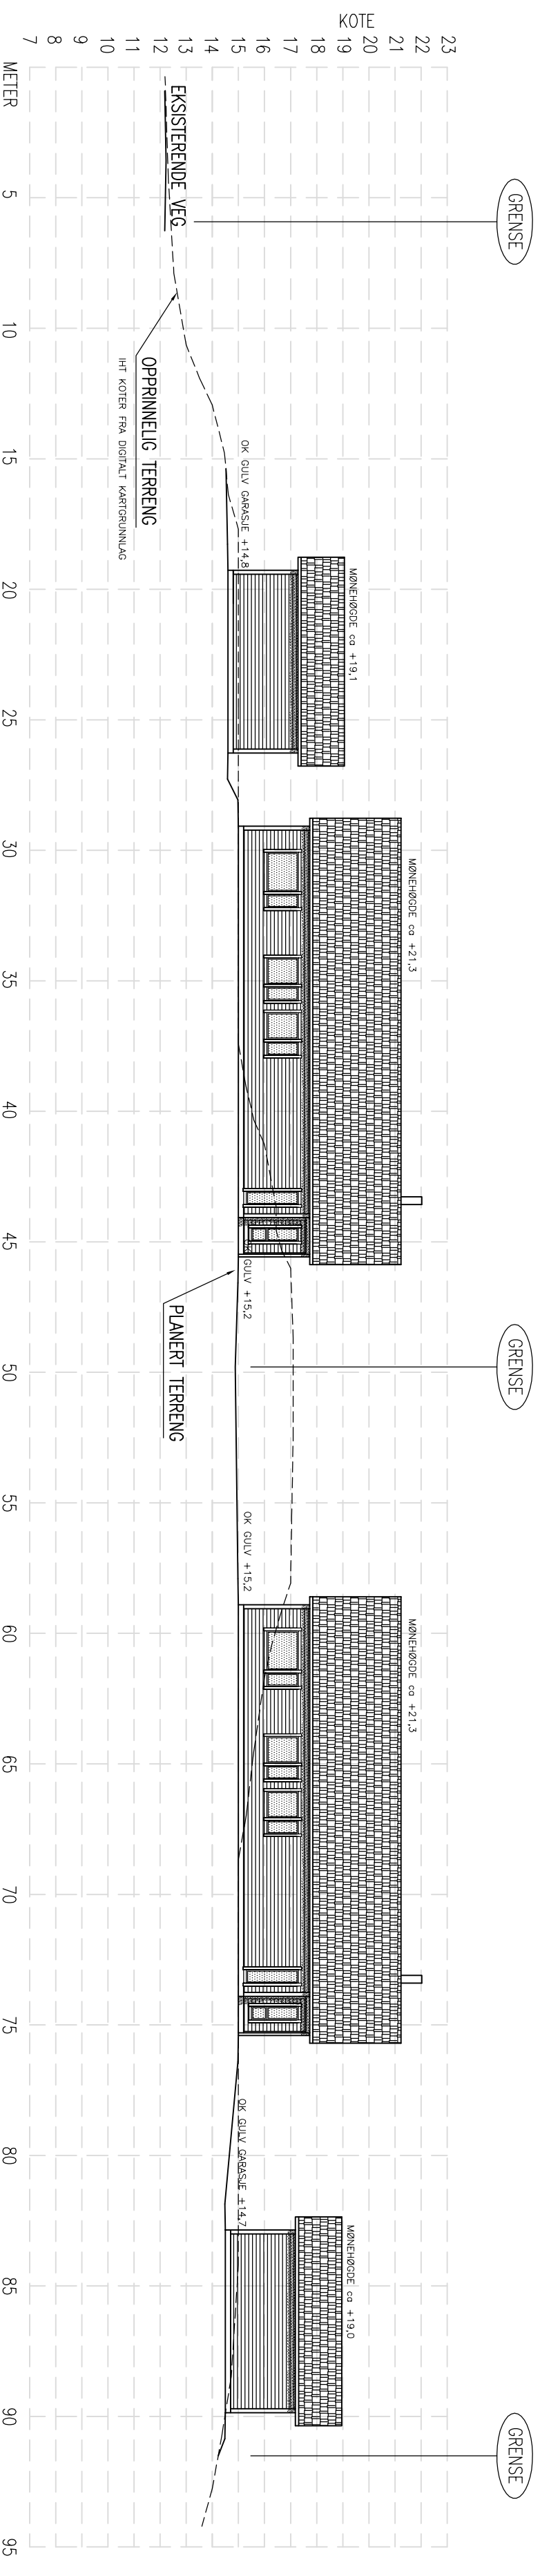 KOTE
23
22
21
20
19
18
17
16
15
14
13
12
11
10
9
8
7
METER
5
10
15
20
25
30
35
40
45
50
55
60
65
70
75
80
85
90
95
GRENSE
GRENSE
GRENSE
EKSISTERENDE VEG
OPPRINNELIG TERRENG
IHT KOTER FRA DIGITALT KARTGRUNNLAG
OK GULV GARASJE +14,8
MØNEHØGDE ca +19,1
MØNEHØGDE ca +21,3
GULV +15,2
PLANERT TERRENG
OK GULV +15,2
MØNEHØGDE ca +21,3
OK GULV GARASJE +14,7
MØNEHØGDE ca +19,0